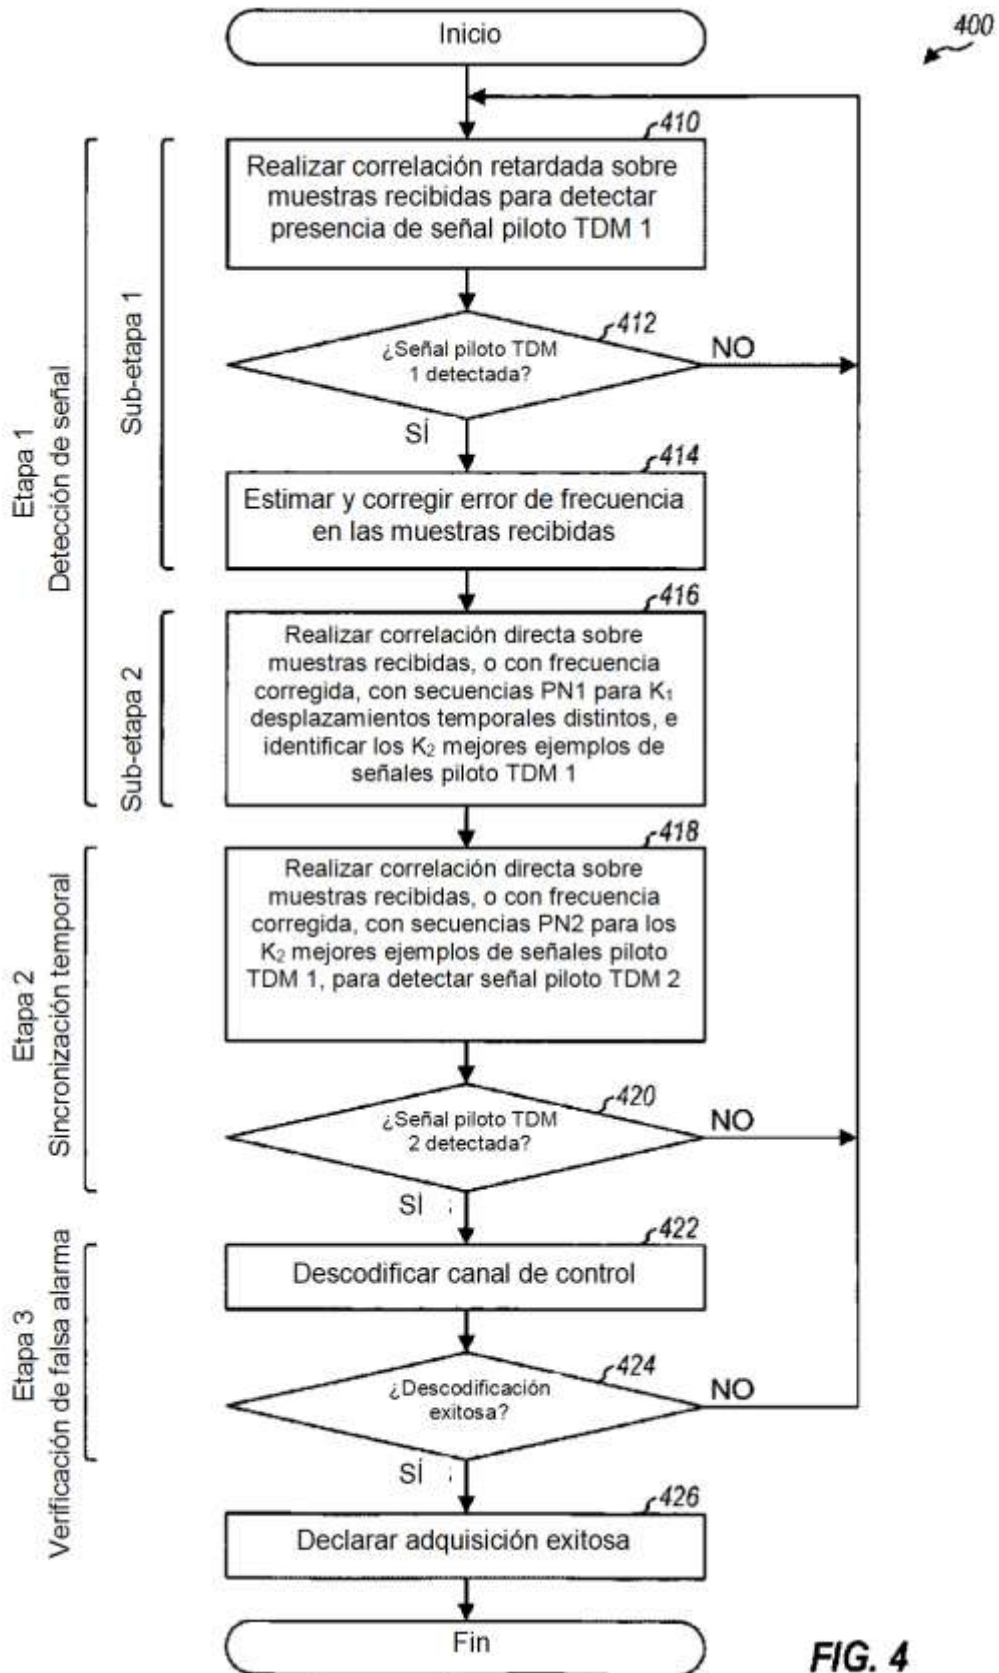 Inicio
400
410
Realizar correlación retardada sobre
muestras recibidas para detectar
presencia de señal piloto TDM 1
412
¿Señal piloto TDM
1 detectada?
NO
SÍ
414
Estimar y corregir error de frecuencia
en las muestras recibidas
Etapa 1
Detección de señal
Sub-etapa 1
416
Realizar correlación directa sobre
muestras recibidas, o con frecuencia
corregida, con secuencias PN1 para K₁
desplazamientos temporales distintos, e
identificar los K₂ mejores ejemplos de
señales piloto TDM 1
Sub-etapa 2
418
Realizar correlación directa sobre
muestras recibidas, o con frecuencia
corregida, con secuencias PN2 para los
K₂ mejores ejemplos de señales piloto
TDM 1, para detectar señal piloto TDM 2
Etapa 2
Sincronización temporal
420
¿Señal piloto TDM
2 detectada?
NO
SÍ
422
Descodificar canal de control
Etapa 3
Verificación de falsa alarma
424
¿Descodificación
exitosa?
NO
SÍ
426
Declarar adquisición exitosa
Fin
FIG. 4